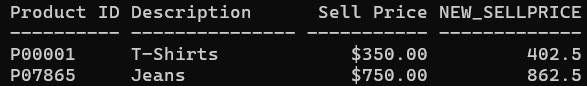 Product ID Description      Sell Price NEW_SELLPRICE
---------- --------------- ----------- -------------
P00001     T-Shirts            $350.00         402.5
P07865     Jeans               $750.00         862.5